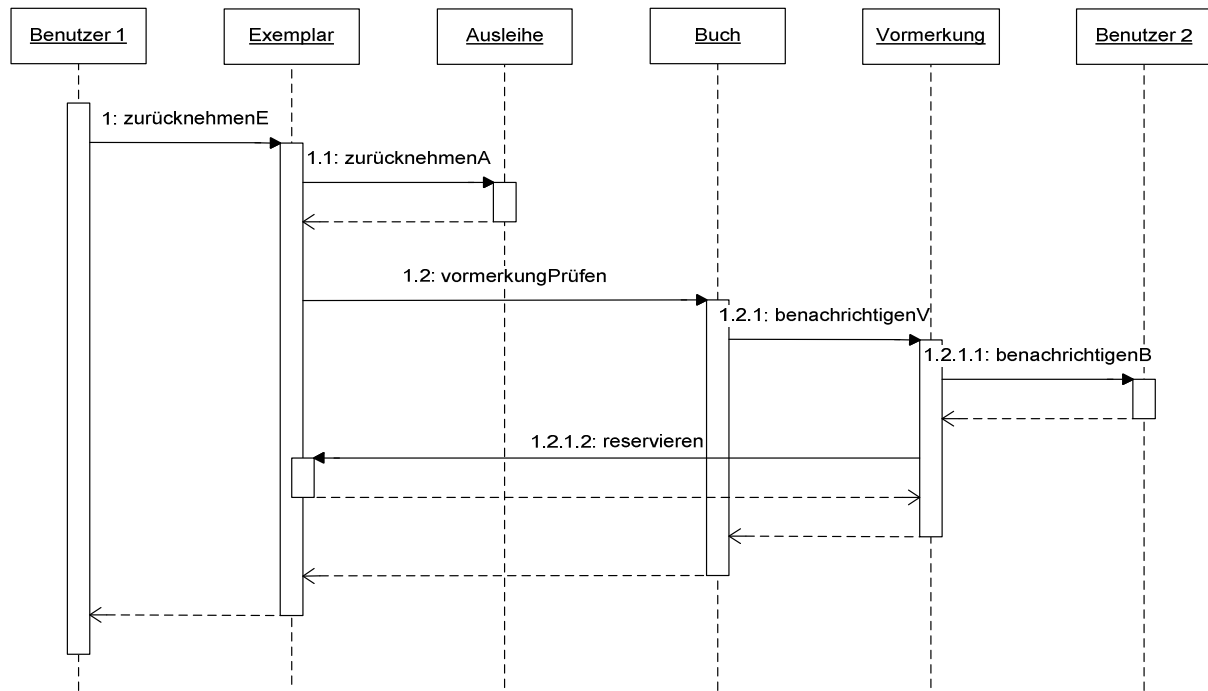 Benutzer 1
Exemplar
Ausleihe
Buch
Vormerkung
Benutzer 2
1: zurücknehmenE
1.1: zurücknehmenA
1.2: vormerkungPrüfen
1.2.1: benachrichtigenV
1.2.1.1: benachrichtigenB
1.2.1.2: reservieren